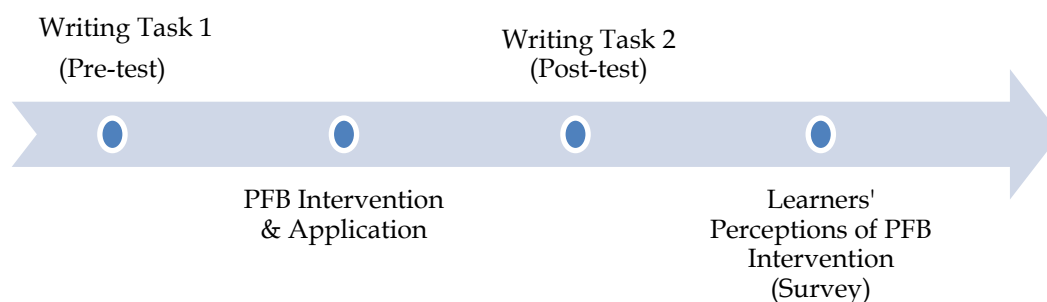 Writing Task 1
(Pre-test)
PFB Intervention
& Application
Writing Task 2
(Post-test)
Learners'
Perceptions of PFB
Intervention
(Survey)